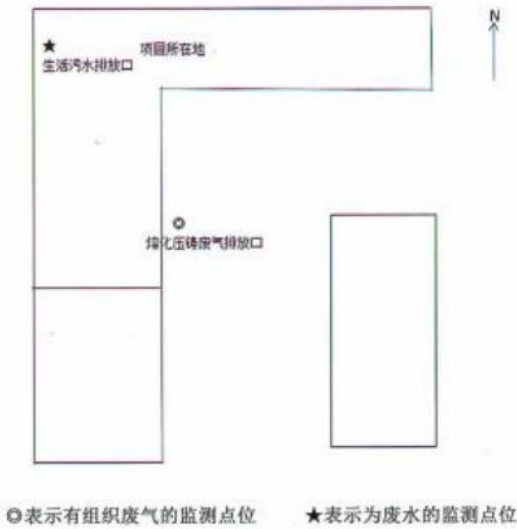 N
★ 项目所在地
生活污水排放口
◎
熔化压铸废气排放口
◎表示有组织废气的监测点位 ★表示为废水的监测点位